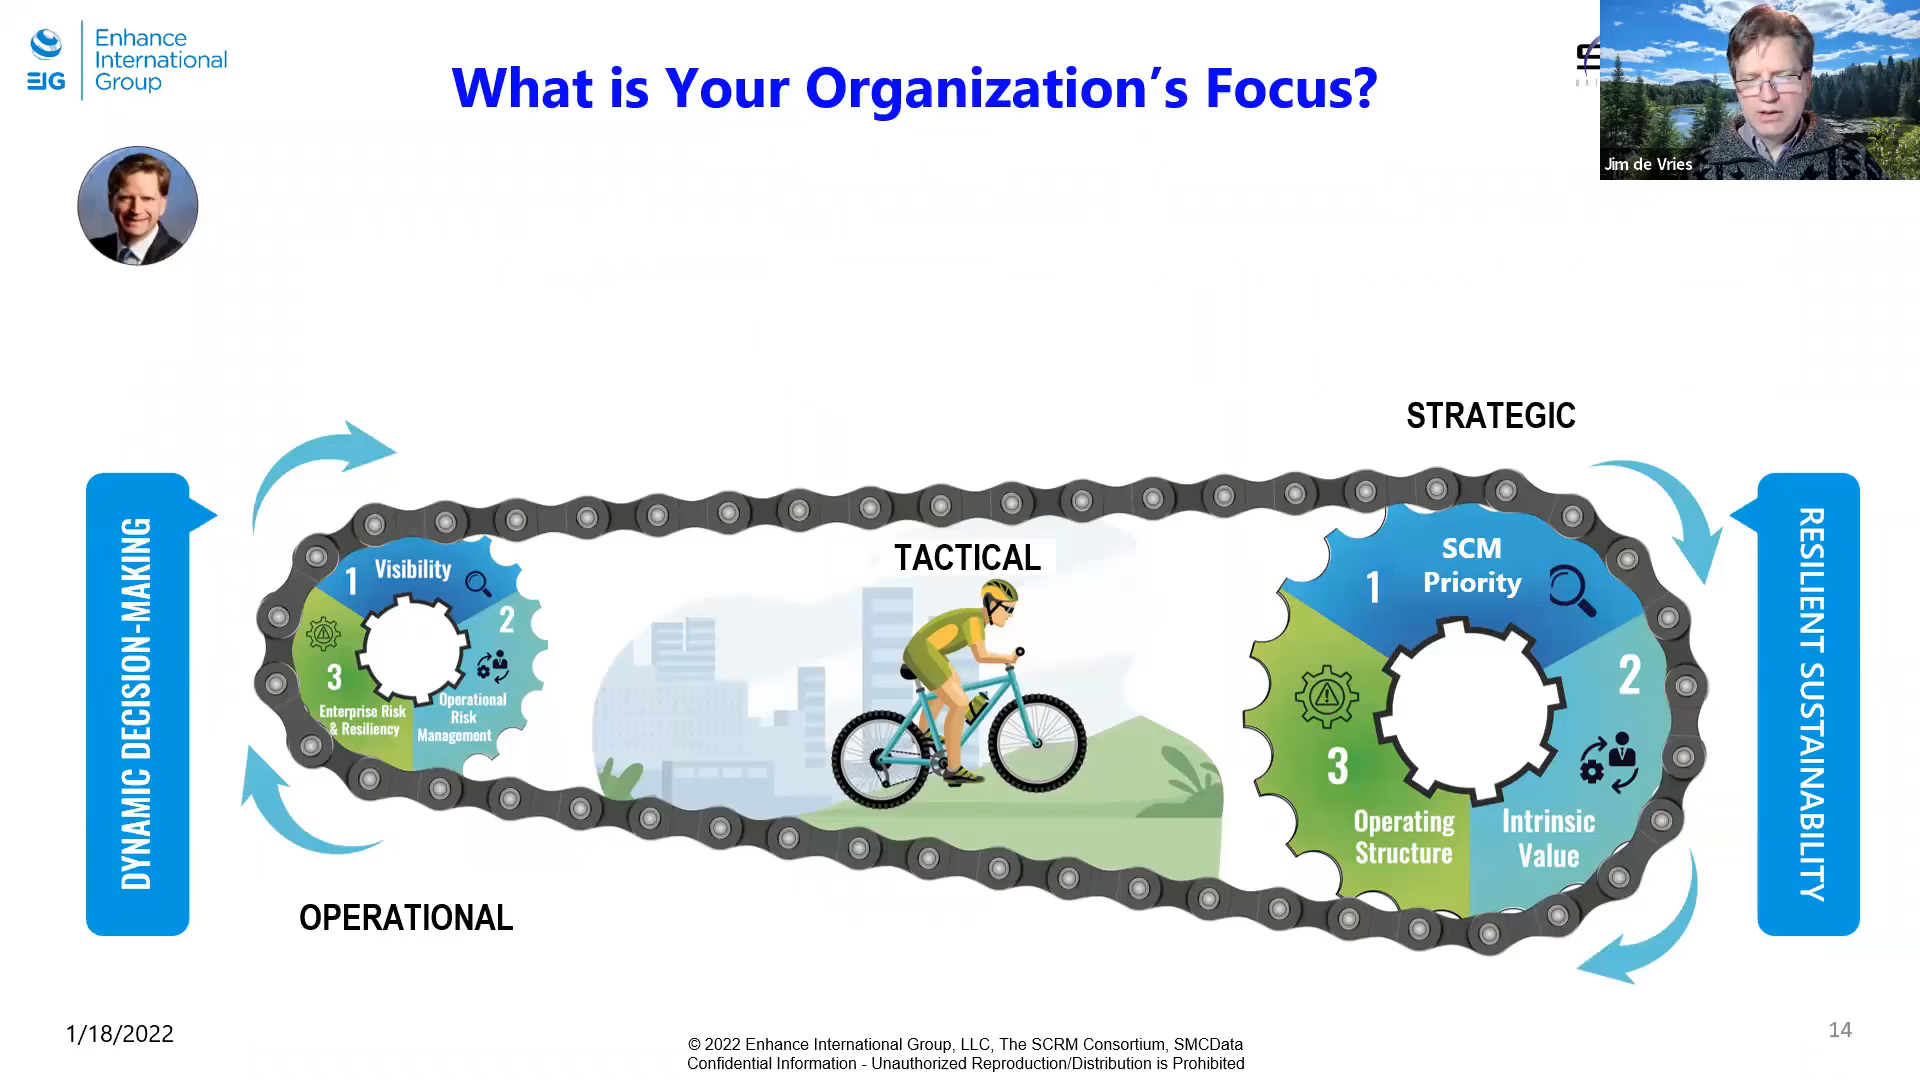 Enhance
International
Group
EIG
What is Your Organization’s Focus?
Jim de Vries
STRATEGIC
DYNAMIC DECISION-MAKING
1 Visibility
2
Operational
Risk
Management
3
Enterprise Risk
& Resiliency
TACTICAL
SCM
Priority
1
2
Intrinsic
Value
3
Operating
Structure
RESILIENT SUSTAINABILITY
OPERATIONAL
1/18/2022
© 2022 Enhance International Group, LLC, The SCRM Consortium, SMCData
Confidential Information - Unauthorized Reproduction/Distribution is Prohibited
14